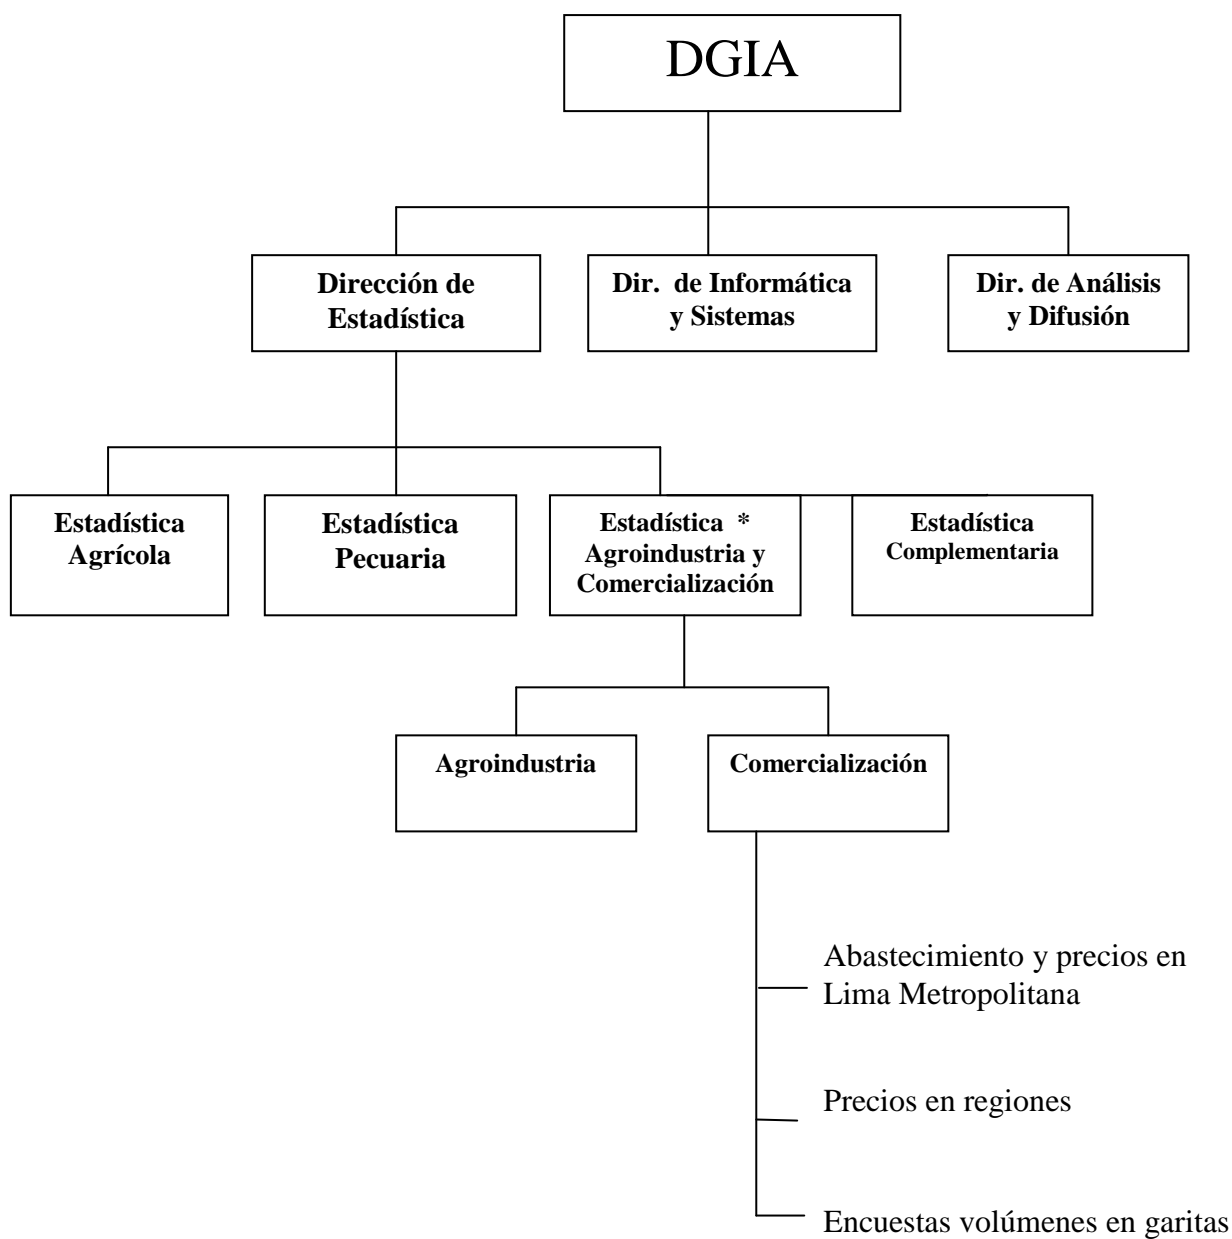 DGIA
Dirección de
Estadística
Dir. de Informática
y Sistemas
Dir. de Análisis
y Difusión
Estadística
Agrícola
Estadística
Pecuaria
Estadística *
Agroindustria y
Comercialización
Estadística
Complementaria
Agroindustria
Comercialización
Abastecimiento y precios en
Lima Metropolitana
Precios en regiones
Encuestas volúmenes en garitas